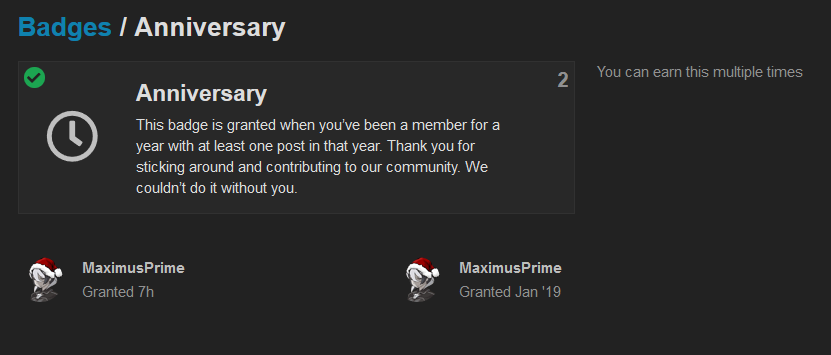 Badges / Anniversary
Anniversary
2
You can earn this multiple times
This badge is granted when you've been a member for a
year with at least one post in that year. Thank you for
sticking around and contributing to our community. We
couldn't do it without you.
MaximusPrime
Granted 7h
MaximusPrime
Granted Jan '19